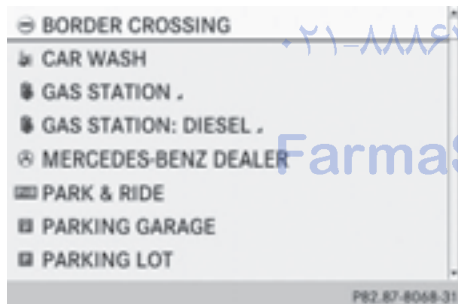 BORDER CROSSING
CAR WASH
GAS STATION
GAS STATION: DIESEL
MERCEDES-BENZ DEALER
PARK & RIDE
PARKING GARAGE
PARKING LOT
P82.87-8068-31